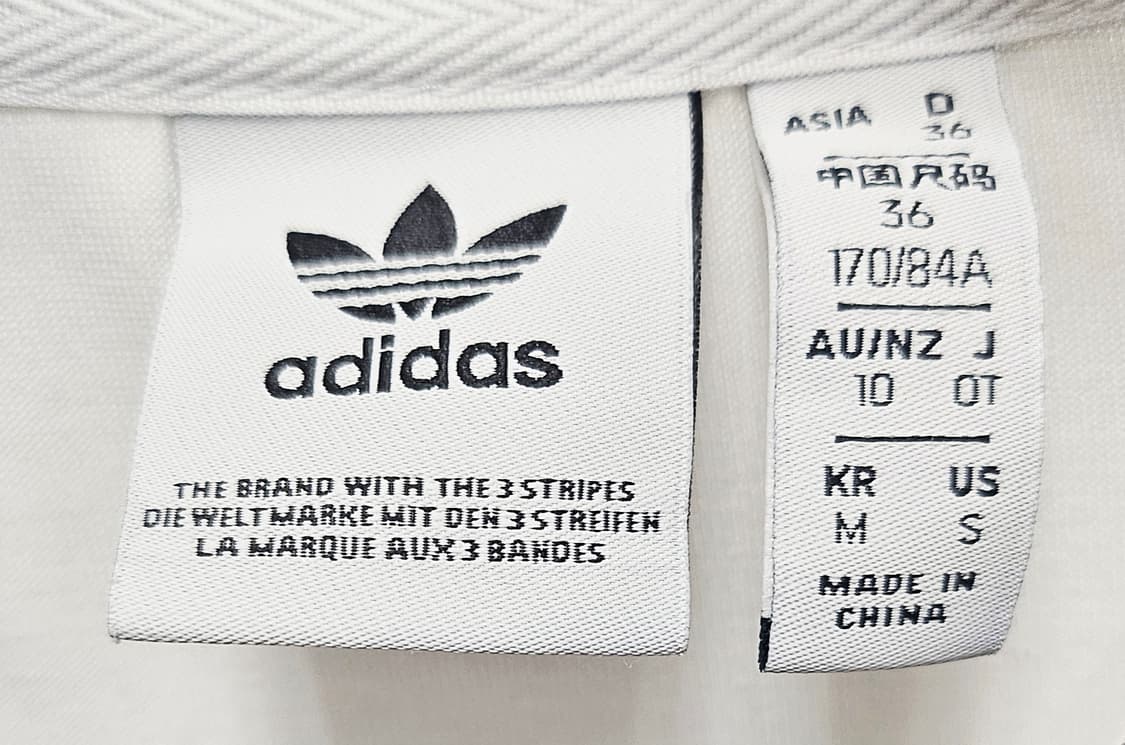 adidas
THE BRAND WITH THE 3 STRIPES
DIE WELTMARKE MIT DEN 3 STREIFEN
LA MARQUE AUX 3 BANDES
ASIA D
36
中国尺码
36
170/84A
AU/NZ J
10 OT
KR US
M S
MADE IN
CHINA